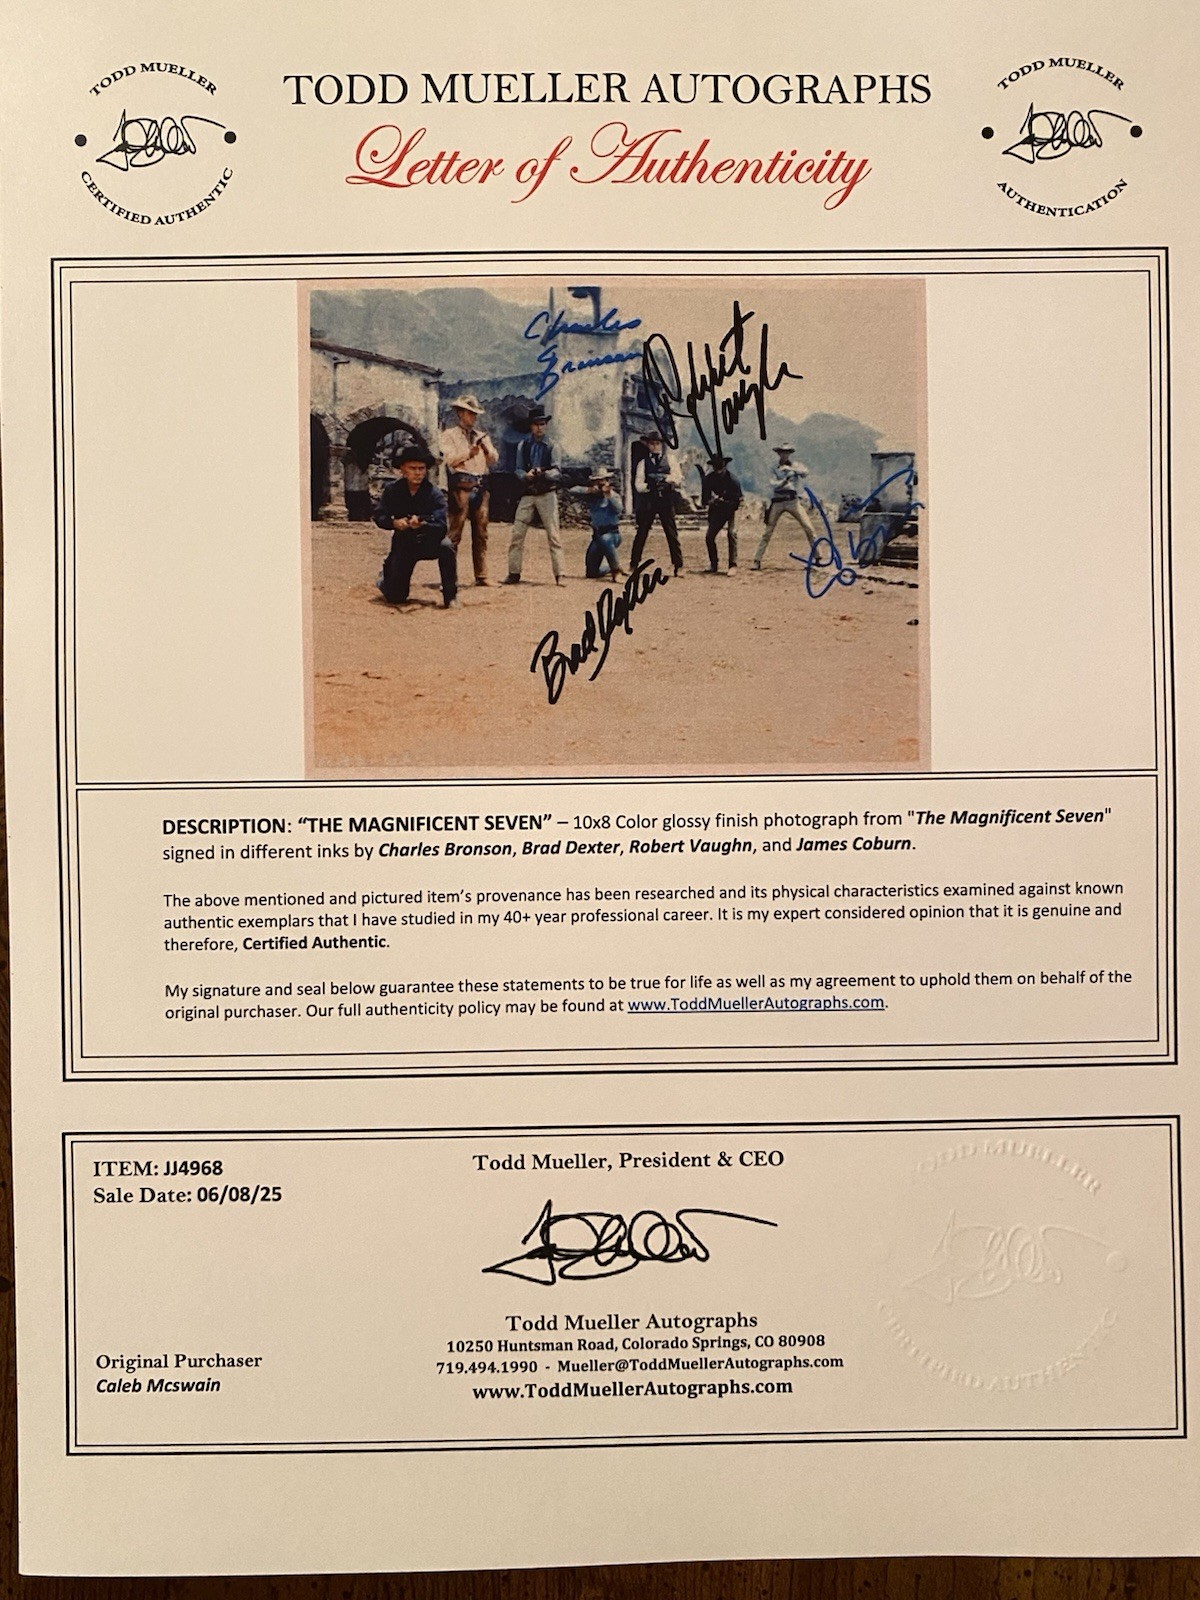 TODD MUELLER
CERTIFIED AUTHENTIC
TODD MUELLER AUTOGRAPHS
Letter of Authenticity
TODD MUELLER
AUTHENTICATION
Charles
Bronson
Robert
Vaughn
J Coburn
Brad Dexter
DESCRIPTION: “THE MAGNIFICENT SEVEN” – 10x8 Color glossy finish photograph from "The Magnificent Seven"
signed in different inks by Charles Bronson, Brad Dexter, Robert Vaughn, and James Coburn.
The above mentioned and pictured item’s provenance has been researched and its physical characteristics examined against known
authentic exemplars that I have studied in my 40+ year professional career. It is my expert considered opinion that it is genuine and
therefore, Certified Authentic.
My signature and seal below guarantee these statements to be true for life as well as my agreement to uphold them on behalf of the
original purchaser. Our full authenticity policy may be found at www.ToddMuellerAutographs.com.
ITEM: JJ4968
Sale Date: 06/08/25
Original Purchaser
Caleb Mcswain
Todd Mueller, President & CEO
Todd Mueller Autographs
10250 Huntsman Road, Colorado Springs, CO 80908
719.494.1990 - Mueller@ToddMuellerAutographs.com
www.ToddMuellerAutographs.com
TODD MUELLER
CERTIFIED AUTHENTIC